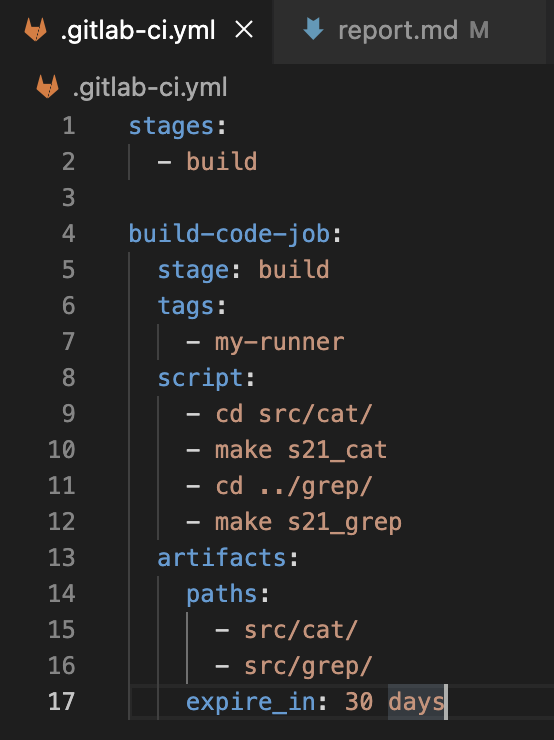 .gitlab-ci.yml × report.md M
.gitlab-ci.yml
1 stages:
2   - build
3
4 build-code-job:
5   stage: build
6   tags:
7     - my-runner
8   script:
9     - cd src/cat/
10     - make s21_cat
11     - cd ../grep/
12     - make s21_grep
13   artifacts:
14     paths:
15       - src/cat/
16       - src/grep/
17     expire_in: 30 days